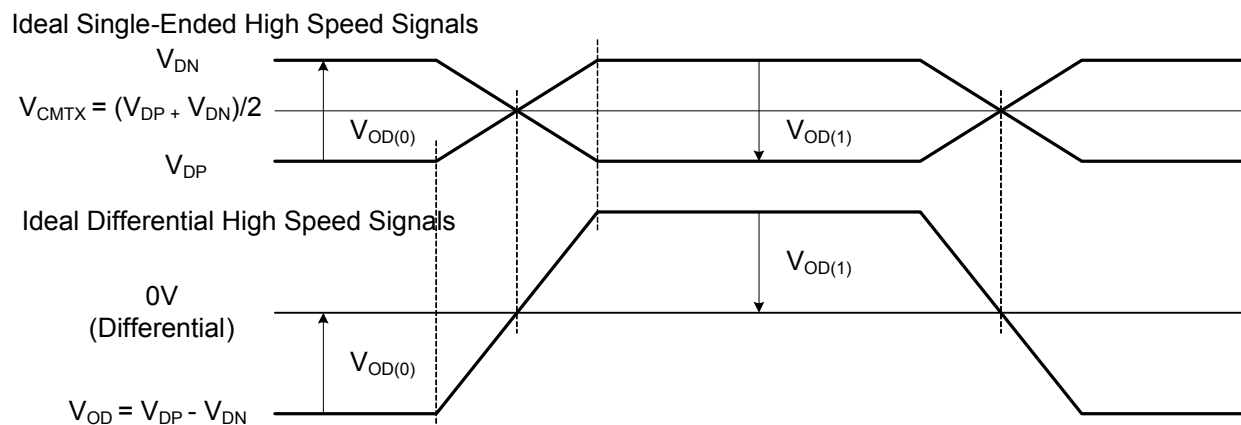 Ideal Single-Ended High Speed Signals
V_DN
V_CMTX = (V_DP + V_DN)/2
V_OD(0)
V_OD(1)
V_DP
Ideal Differential High Speed Signals
V_OD(1)
0V
(Differential)
V_OD(0)
V_OD = V_DP - V_DN